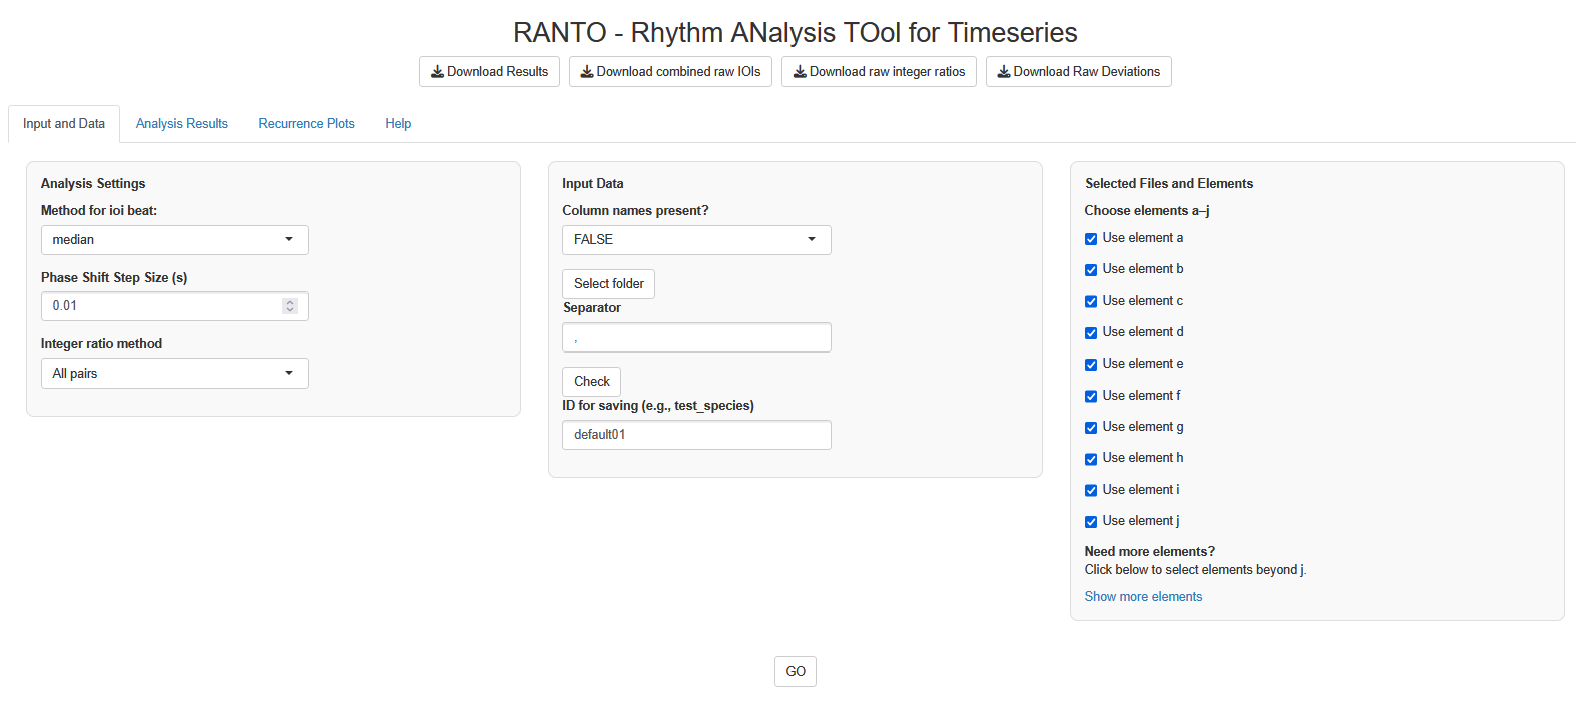 RANTO - Rhythm ANalysis TOol for Timeseries
Download Results
Download combined raw IOIs
Download raw integer ratios
Download Raw Deviations
Input and Data
Analysis Results
Recurrence Plots
Help
Analysis Settings
Method for ioi beat:
median
Phase Shift Step Size (s)
0.01
Integer ratio method
All pairs
Input Data
Column names present?
FALSE
Select folder
Separator
,
Check
ID for saving (e.g., test_species)
default01
Selected Files and Elements
Choose elements a–j
Use element a
Use element b
Use element c
Use element d
Use element e
Use element f
Use element g
Use element h
Use element i
Use element j
Need more elements?
Click below to select elements beyond j.
Show more elements
GO